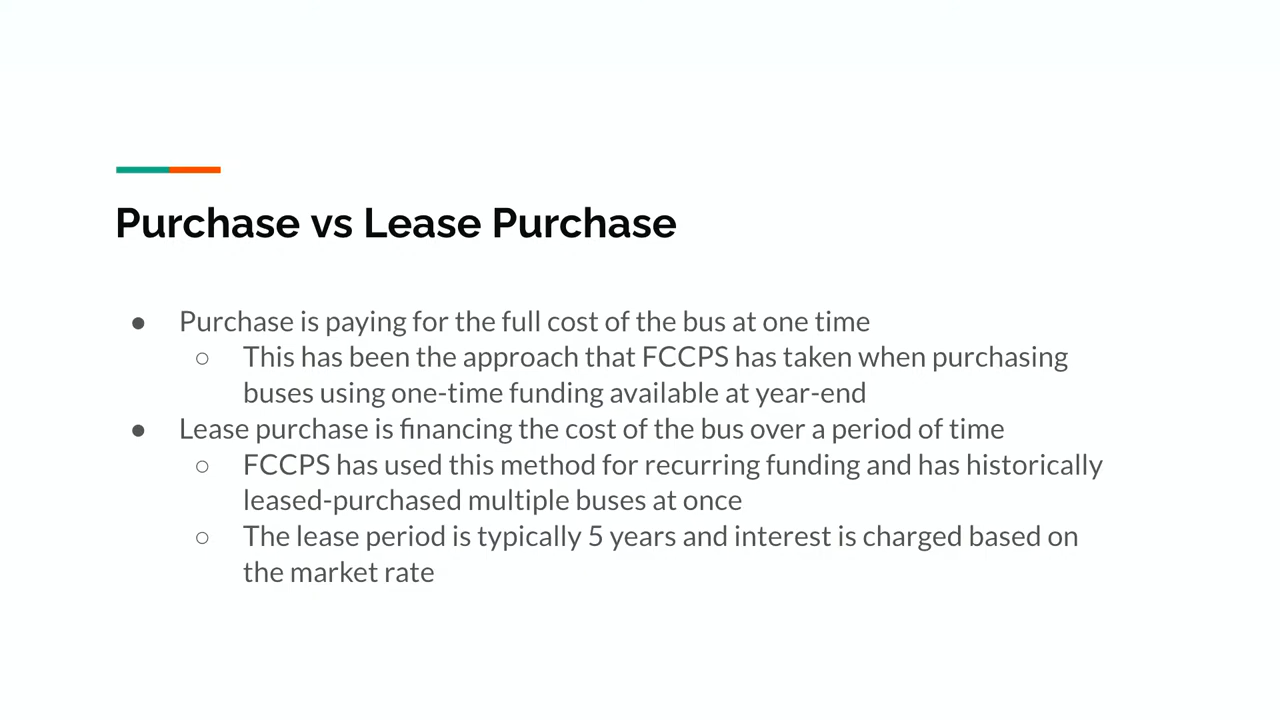 Purchase vs Lease Purchase
● Purchase is paying for the full cost of the bus at one time
○ This has been the approach that FCCPS has taken when purchasing
buses using one-time funding available at year-end
● Lease purchase is financing the cost of the bus over a period of time
○ FCCPS has used this method for recurring funding and has historically
leased-purchased multiple buses at once
○ The lease period is typically 5 years and interest is charged based on
the market rate